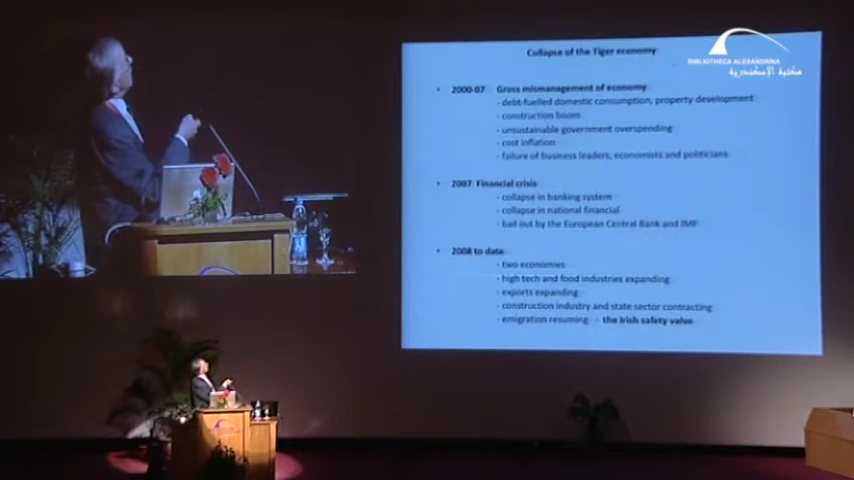 BIBLIOTHECA ALEXANDRINA
مكتبة الإسكندرية
Collapse of the Tiger economy
• 2000-07 Gross mismanagement of economy
- debt-fuelled domestic consumption, property development
- construction boom
- unsustainable government overspending
- cost inflation
- failure of business leaders, economists and politicians
• 2007 Financial crisis
- collapse in banking system
- collapse in national financial
- bail out by the European Central Bank and IMF
• 2008 to date
- two economies
- high tech and food industries expanding
- exports expanding
- construction industry and state sector contracting
- emigration resuming - the Irish safety valve